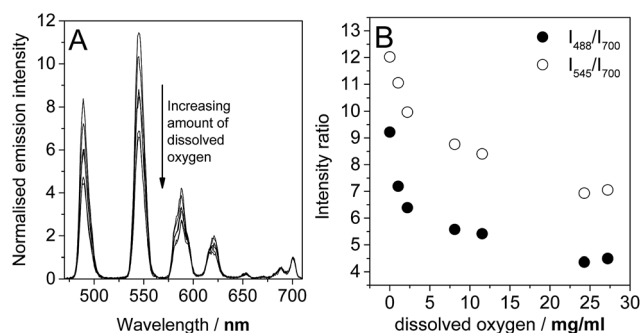 A
Normalised emission intensity
12
10
8
6
4
2
0
Increasing
amount of
dissolved
oxygen
500
550
600
650
700
Wavelength / nm
B
I488/I700
I545/I700
Intensity ratio
13
12
11
10
9
8
7
6
5
4
0
5
10
15
20
25
30
dissolved oxygen / mg/ml